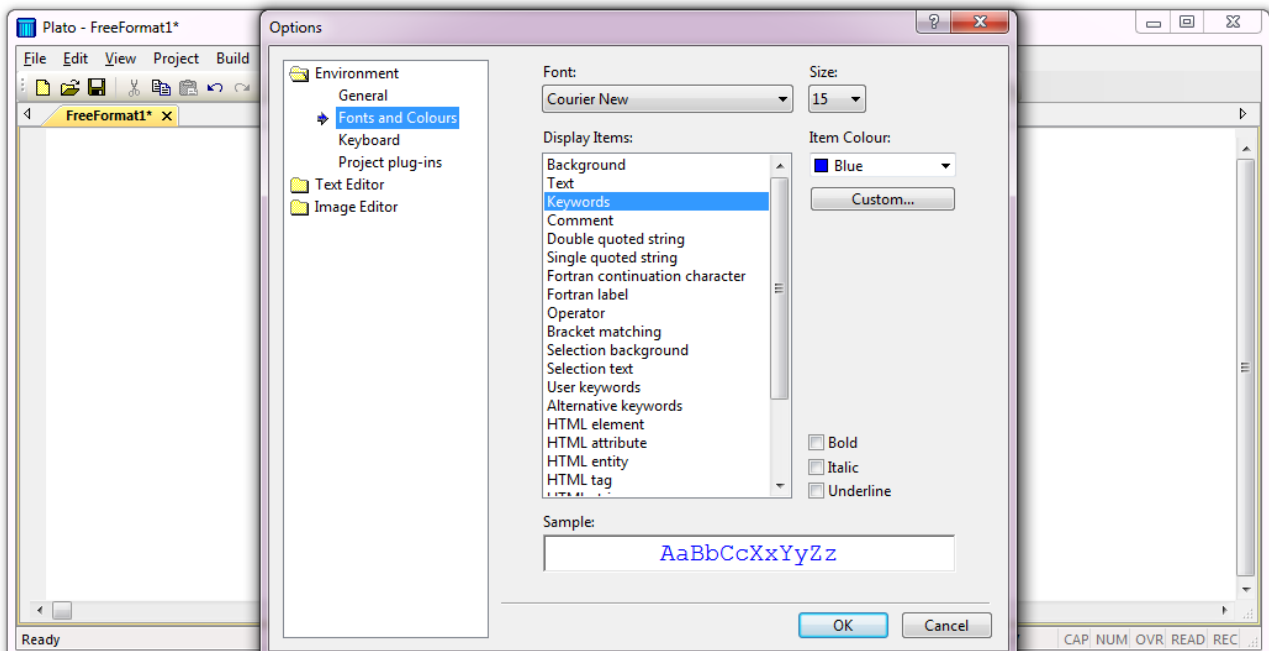 Plato - FreeFormat1*
File Edit View Project Build
FreeFormat1*
Options
Environment
General
Fonts and Colours
Keyboard
Project plug-ins
Text Editor
Image Editor
Font:
Size:
Courier New
15
Display Items:
Item Colour:
Background
Text
Keywords
Comment
Double quoted string
Single quoted string
Fortran continuation character
Fortran label
Operator
Bracket matching
Selection background
Selection text
User keywords
Alternative keywords
HTML element
HTML attribute
HTML entity
HTML tag
Blue
Custom...
Bold
Italic
Underline
Sample:
AaBbCcXxYyZz
OK
Cancel
Ready
CAP NUM OVR READ REC